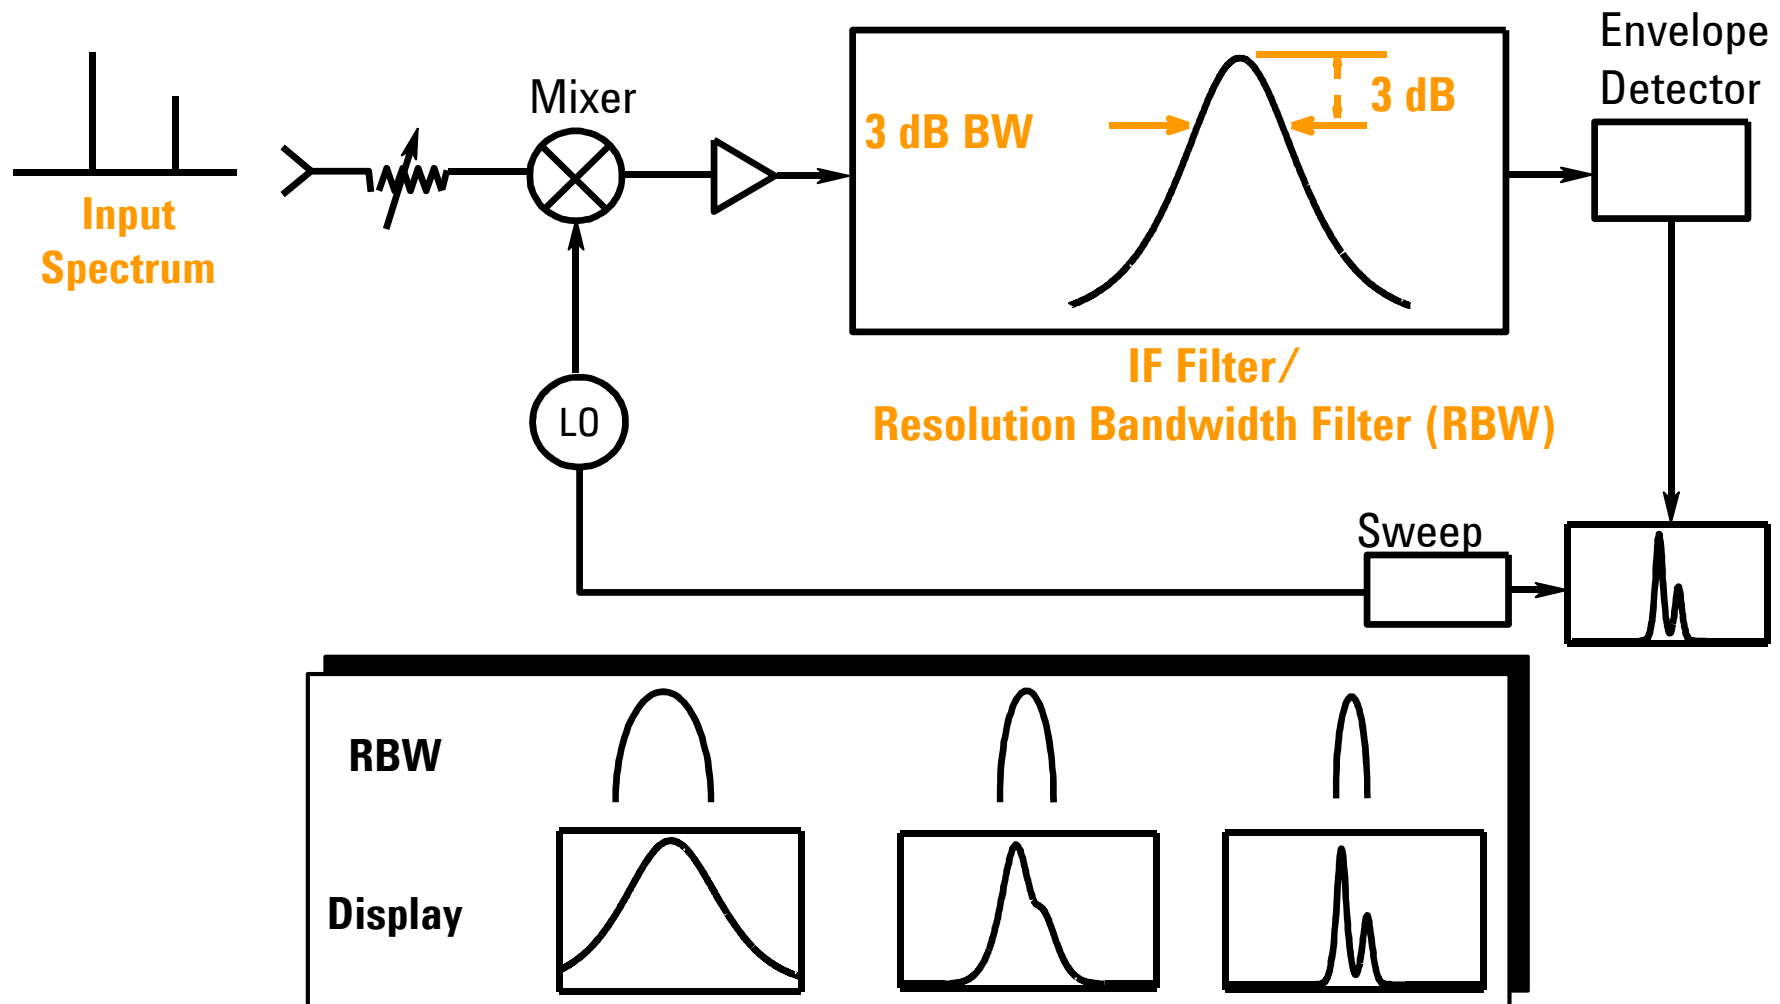 Envelope
Detector
Mixer
3 dB
3 dB BW
Input
Spectrum
IF Filter/
Resolution Bandwidth Filter (RBW)
LO
Sweep
RBW
Display